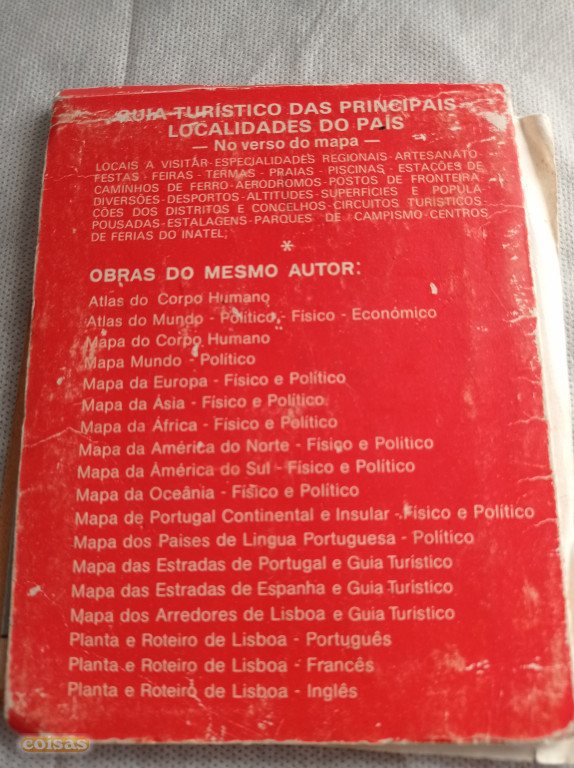 GUIA TURÍSTICO DAS PRINCIPAIS
LOCALIDADES DO PAÍS
— No verso do mapa —
LOCAIS A VISITAR-ESPECIALIDADES REGIONAIS-ARTESANATO
FESTAS - FEIRAS - TERMAS - PRAIAS - PISCINAS - ESTAÇÕES DE
CAMINHOS DE FERRO-AERODROMOS-POSTOS DE FRONTEIRA
DIVERSÕES-DESPORTOS-ALTITUDES-SUPERFICIES E POPULA-
ÇÕES DOS DISTRITOS E CONCELHOS-CIRCUITOS TURÍSTICOS-
POUSADAS-ESTALAGENS-PARQUES DE CAMPISMO-CENTROS
DE FÉRIAS DO INATEL;
*
OBRAS DO MESMO AUTOR:
Atlas do Corpo Humano
Atlas do Mundo - Político - Físico - Económico
Mapa do Corpo Humano
Mapa Mundo - Político
Mapa da Europa - Físico e Político
Mapa da Ásia - Físico e Político
Mapa da África - Físico e Político
Mapa da América do Norte - Físico e Político
Mapa da América do Sul - Físico e Político
Mapa da Oceânia - Físico e Político
Mapa de Portugal Continental e Insular - Físico e Político
Mapa dos Paises de Lingua Portuguesa - Político
Mapa das Estradas de Portugal e Guia Turístico
Mapa das Estradas de Espanha e Guia Turístico
Mapa dos Arredores de Lisboa e Guia Turistico
Planta e Roteiro de Lisboa - Português
Planta e Roteiro de Lisboa - Francês
Planta e Roteiro de Lisboa - Inglês
coisas